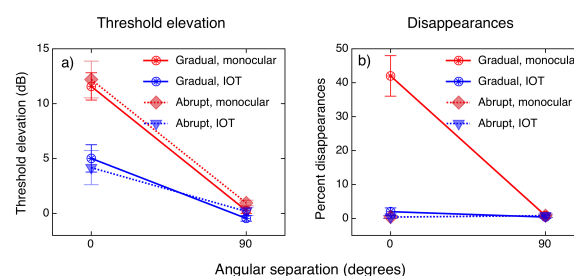 Threshold elevation
Disappearances
a)
Gradual, monocular
Gradual, IOT
Abrupt, monocular
Abrupt, IOT
Threshold elevation (dB)
15
10
5
0
0
90
b)
Gradual, monocular
Gradual, IOT
Abrupt, monocular
Abrupt, IOT
Percent disappearances
50
40
30
20
10
0
0
90
Angular separation (degrees)